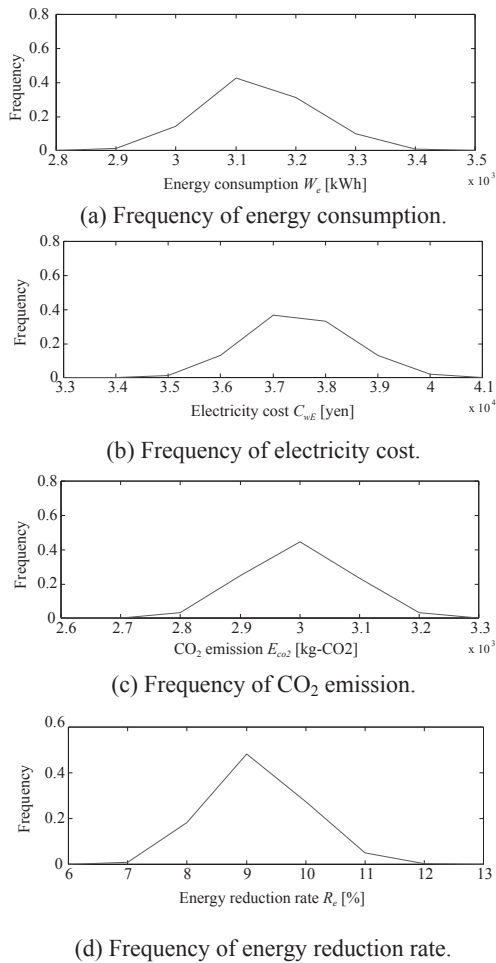 0.8
0.6
0.4
0.2
0
Frequency
2.8 2.9 3 3.1 3.2 3.3 3.4 3.5
x 10³
Energy consumption Wₑ [kWh]
(a) Frequency of energy consumption.
0.8
0.6
0.4
0.2
0
Frequency
3.3 3.4 3.5 3.6 3.7 3.8 3.9 4 4.1
x 10⁴
Electricity cost C_wE [yen]
(b) Frequency of electricity cost.
0.8
0.6
0.4
0.2
0
Frequency
2.6 2.7 2.8 2.9 3 3.1 3.2 3.3
x 10³
CO₂ emission E_co2 [kg-CO2]
(c) Frequency of CO₂ emission.
0.6
0.4
0.2
0
Frequency
6 7 8 9 10 11 12 13
Energy reduction rate Rₑ [%]
(d) Frequency of energy reduction rate.